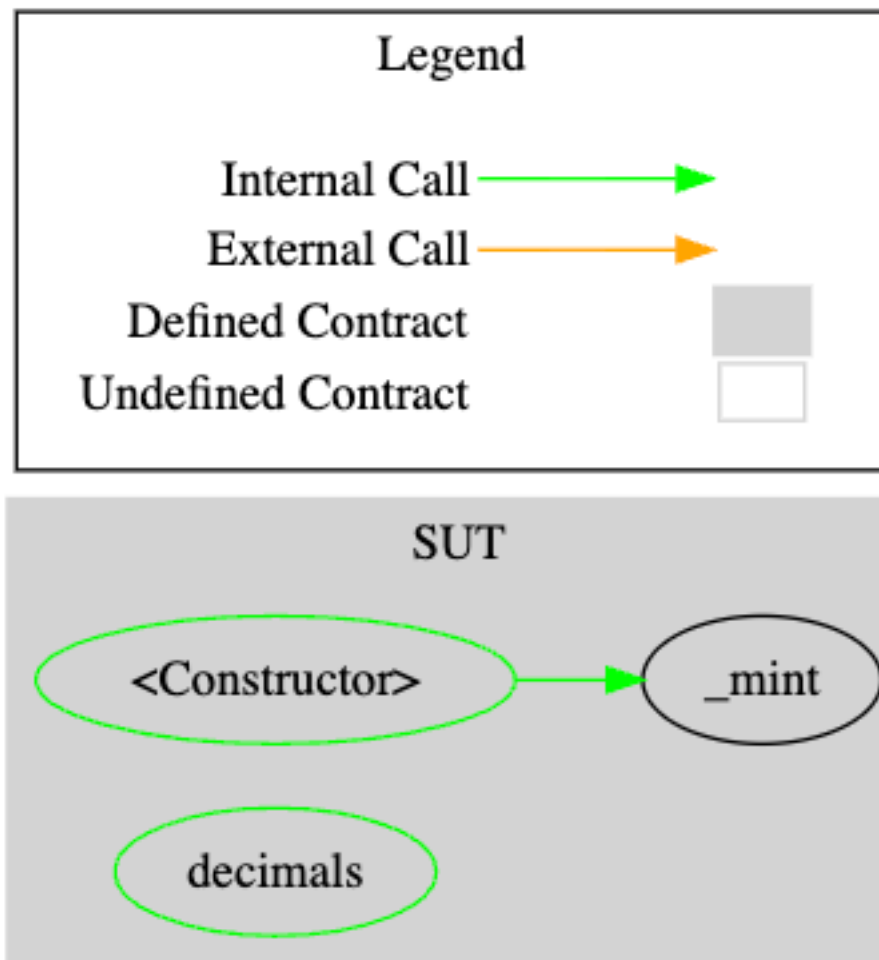 Legend
Internal Call
External Call
Defined Contract
Undefined Contract
SUT
<Constructor>
_mint
decimals